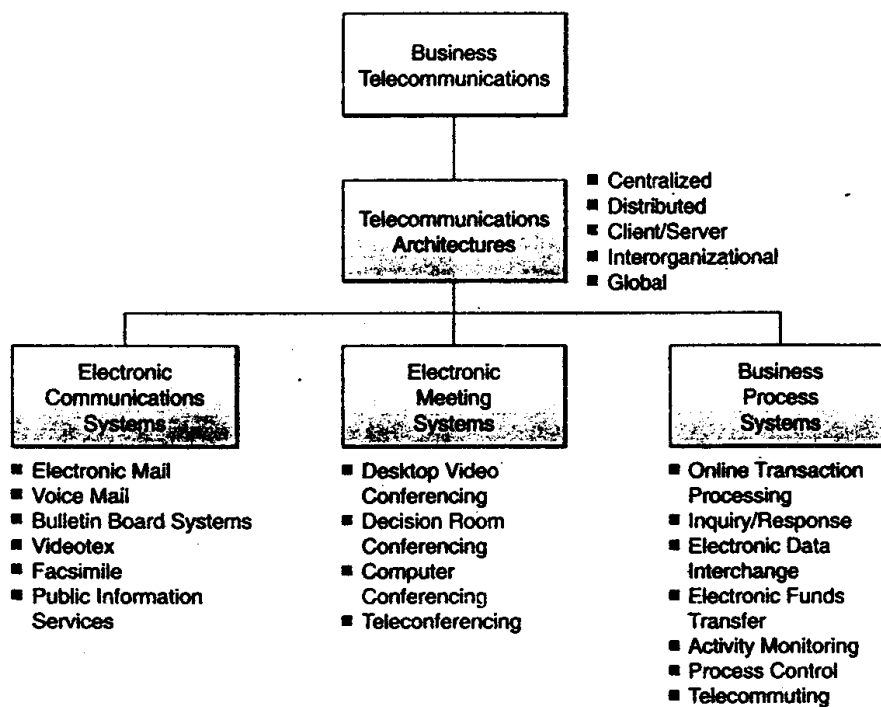 Business
Telecommunications
Telecommunications
Architectures
■ Centralized
■ Distributed
■ Client/Server
■ Interorganizational
■ Global
Electronic
Communications
Systems
■ Electronic Mail
■ Voice Mail
■ Bulletin Board Systems
■ Videotex
■ Facsimile
■ Public Information
Services
Electronic
Meeting
Systems
■ Desktop Video
Conferencing
■ Decision Room
Conferencing
■ Computer
Conferencing
■ Teleconferencing
Business
Process
Systems
■ Online Transaction
Processing
■ Inquiry/Response
■ Electronic Data
Interchange
■ Electronic Funds
Transfer
■ Activity Monitoring
■ Process Control
■ Telecommuting